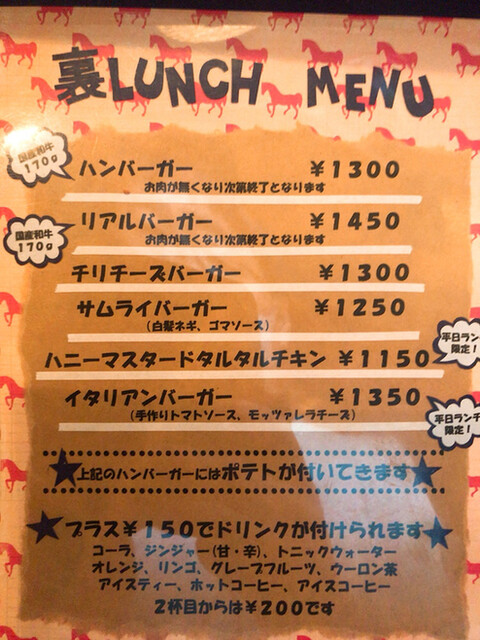 裏LUNCH MENU
国産和牛
170g
ハンバーガー ¥1300
お肉が無くなり次第終了となります
国産和牛
170g
リアルバーガー ¥1450
お肉が無くなり次第終了となります
チリチーズバーガー ¥1300
サムライバーガー ¥1250
(白髪ネギ、ゴマソース)
平日ラン
限定!
ハニーマスタードタルタルチキン ¥1150
イタリアンバーガー ¥1350
(手作りトマトソース、モッツァレラチーズ)
平日ランチ
限定!
★上記のハンバーガーにはポテトが付いてきます★
★プラス¥150でドリンクが付けられます★
コーラ、ジンジャー(甘・辛)、トニックウォーター
オレンジ、リンゴ、グレープフルーツ、ウーロン茶
アイスティー、ホットコーヒー、アイスコーヒー
2杯目からは¥200です